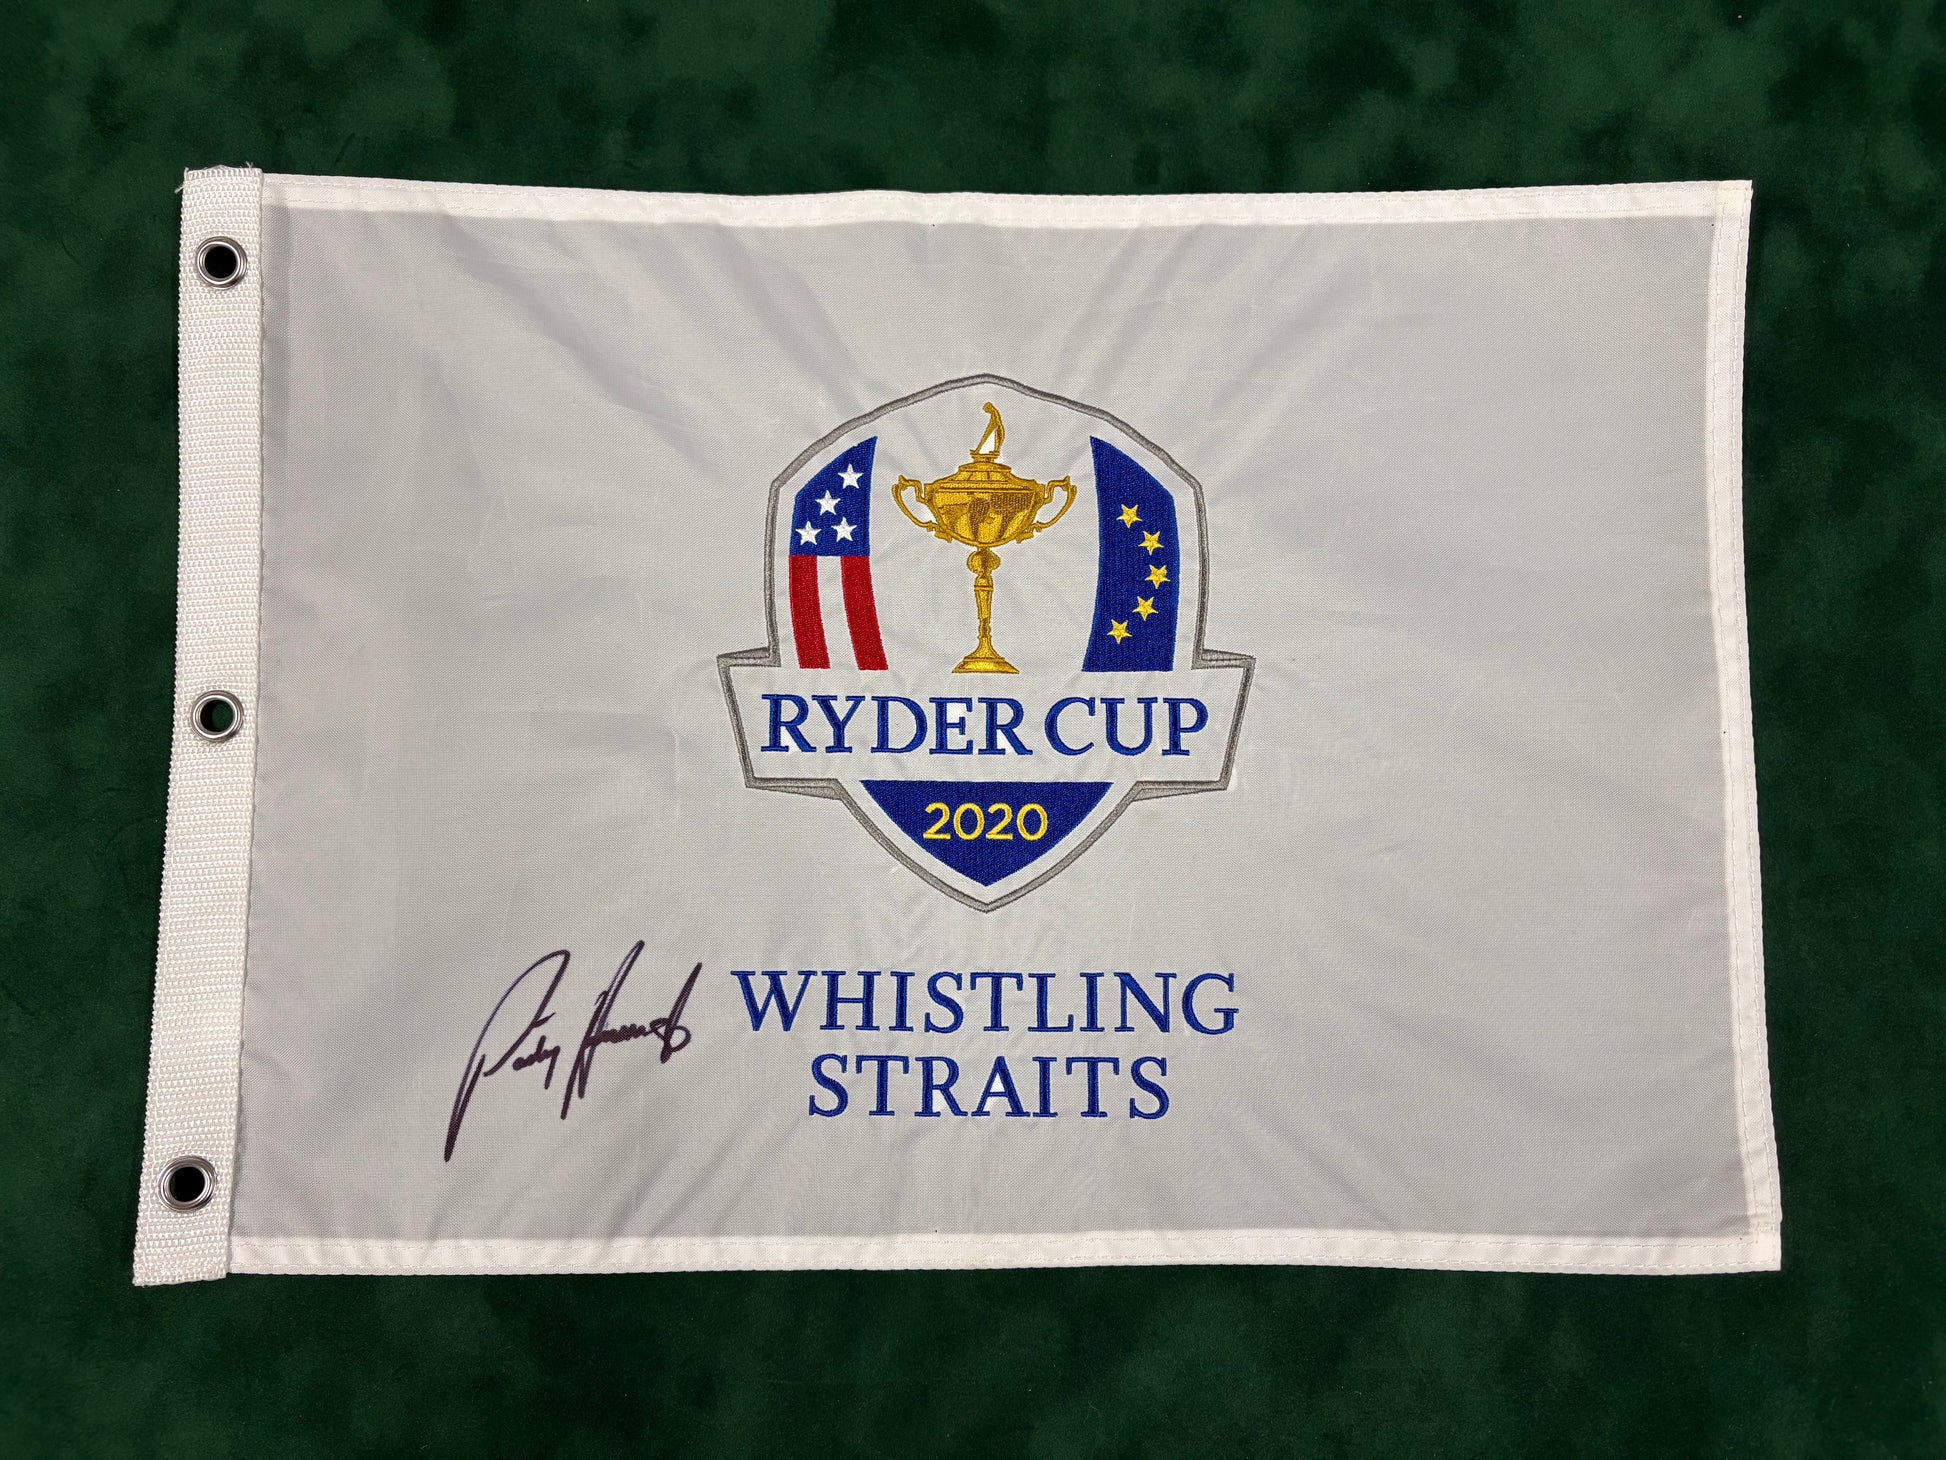 RYDER CUP
2020
WHISTLING
STRAITS